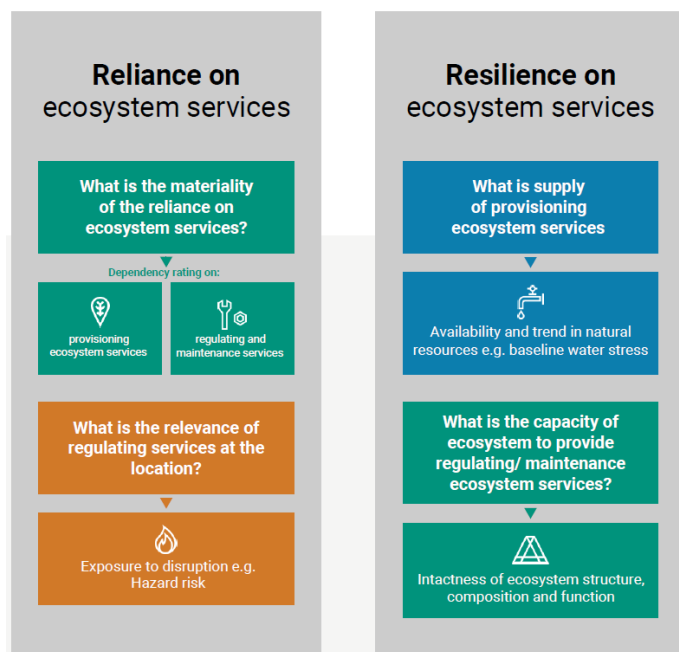 Reliance on
ecosystem services
What is the materiality
of the reliance on
ecosystem services?
Dependency rating on:
provisioning
ecosystem services
regulating and
maintenance services
What is the relevance of
regulating services at the
location?
Exposure to disruption e.g.
Hazard risk
Resilience on
ecosystem services
What is supply
of provisioning
ecosystem services
Availability and trend in natural
resources e.g. baseline water stress
What is the capacity of
ecosystem to provide
regulating/ maintenance
ecosystem services?
Intactness of ecosystem structure,
composition and function